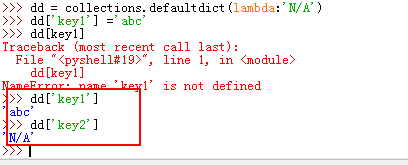 >>> dd = collections.defaultdict(lambda:'N/A')
>>> dd['key1'] ='abc'
>>> dd[key1]
Traceback (most recent call last):
  File "<pyshell#19>", line 1, in <module>
    dd[key1]
NameError: name 'key1' is not defined
>>> dd['key1']
'abc'
>>> dd['key2']
'N/A'
>>>